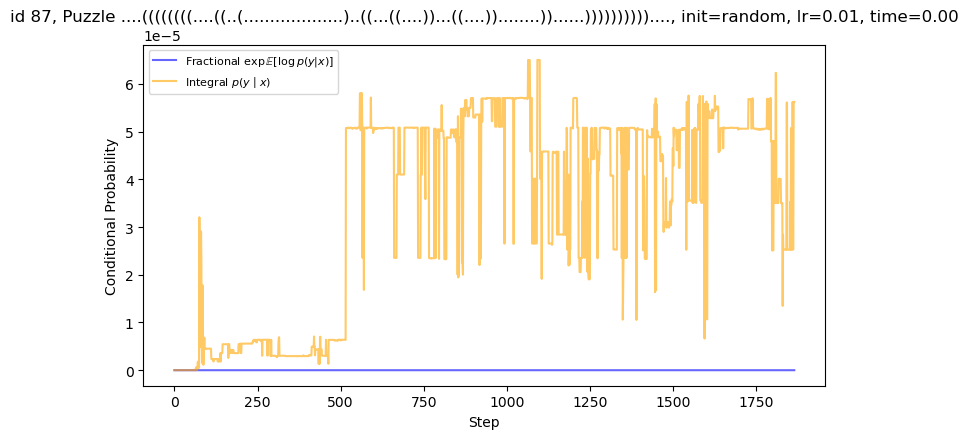 id 87, Puzzle ....((((((((....((..(....................)..((...((....))...((....))........))......))))))))))...., init=random, lr=0.01, time=0.00
1e−5
Fractional exp𝔼[log p(y|x)]
Integral p(y | x)
6
5
4
3
2
1
0
Conditional Probability
0 250 500 750 1000 1250 1500 1750
Step